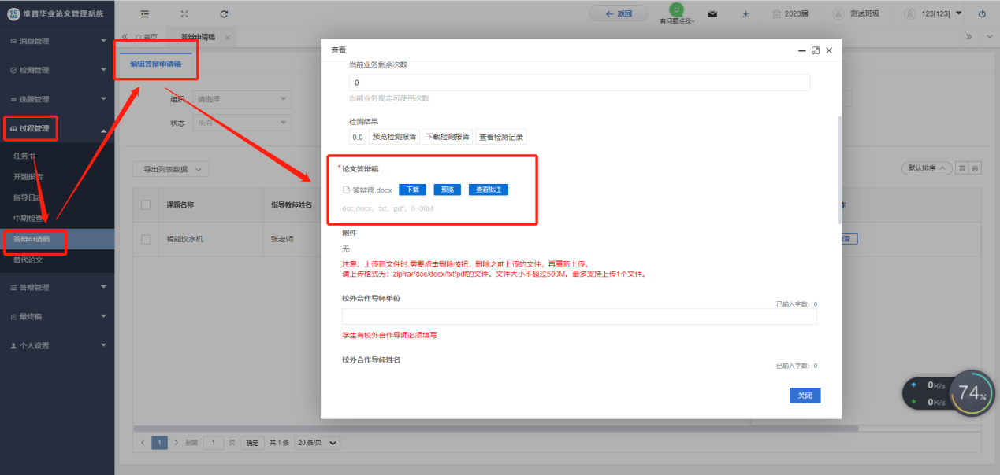 维普毕业论文管理系统
返回
有问题点我~
2023届
测试班级
123[123]
消息管理
首页
答辩申请稿
检测管理
选题管理
过程管理
任务书
开题报告
指导日志
中期检查
答辩申请稿
替代论文
答辩管理
最终稿
个人设置
编辑答辩申请稿
组织
请选择
状态
所有
导出列表数据
默认排序
课题名称
指导教师姓名
智能饮水机
张老师
查看
当前业务剩余次数
0
当前业务规定可使用次数
检测结果
0.0 预览检测报告 下载检测报告 查看检测记录
*论文答辩稿
答辩稿.docx 下载 预览 查看批注
doc,docx、txt、pdf，0~30M
附件
无
注意：上传新文件时,需要点击删除按钮，删除之前上传的文件，再重新上传。
请上传格式为：zip/rar/doc/docx/txt/pdf的文件。文件大小不超过500M。最多支持上传1个文件。
校外合作导师单位
已输入字数：0
学生有校外合作导师必须填写
校外合作导师姓名
已输入字数：0
关闭
0K/s
0K/s
74%
1 到第 1 页 确定 共 1 条 20 条/页